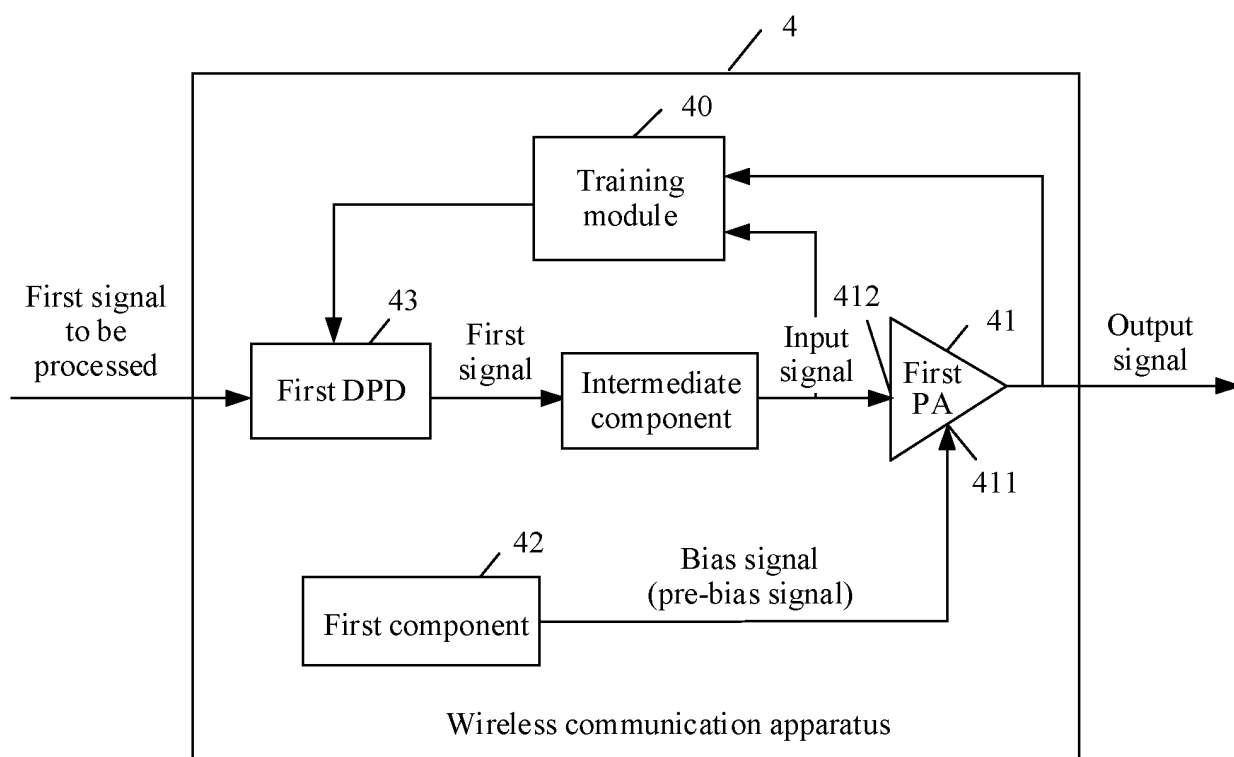 4
40
Training
module
First signal
to be
processed
43
First
signal
412
Input
signal
41
Output
signal
First DPD
Intermediate
component
First
PA
411
42
Bias signal
(pre-bias signal)
First component
Wireless communication apparatus